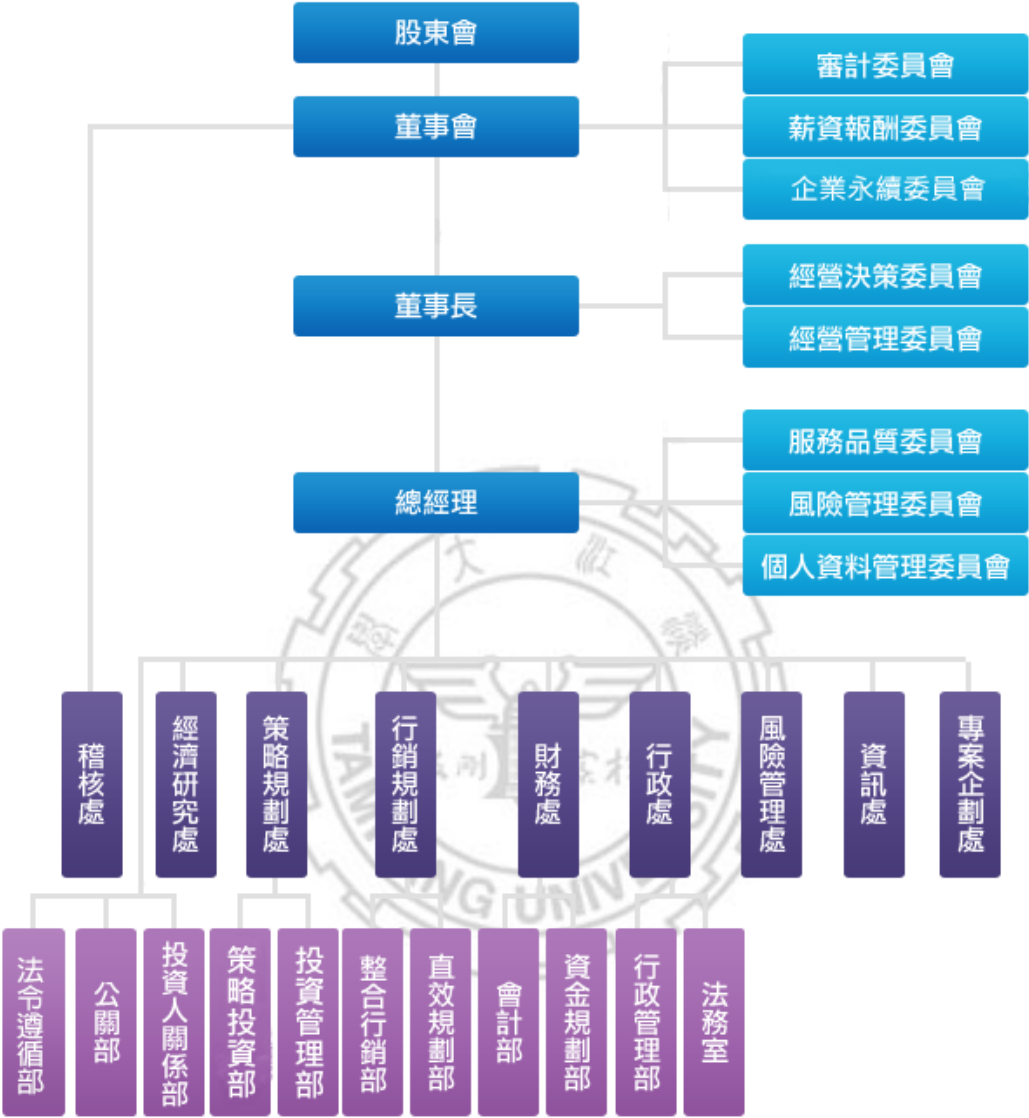 股東會
董事會
審計委員會
薪資報酬委員會
企業永續委員會
董事長
經營決策委員會
經營管理委員會
總經理
服務品質委員會
風險管理委員會
個人資料管理委員會
稽核處
經濟研究處
策略規劃處
行銷規劃處
財務處
行政處
風險管理處
資訊處
專案企劃處
法令遵循部
公關部
投資人關係部
策略投資部
投資管理部
整合行銷部
直效規劃部
會計部
資金規劃部
行政管理部
法務室